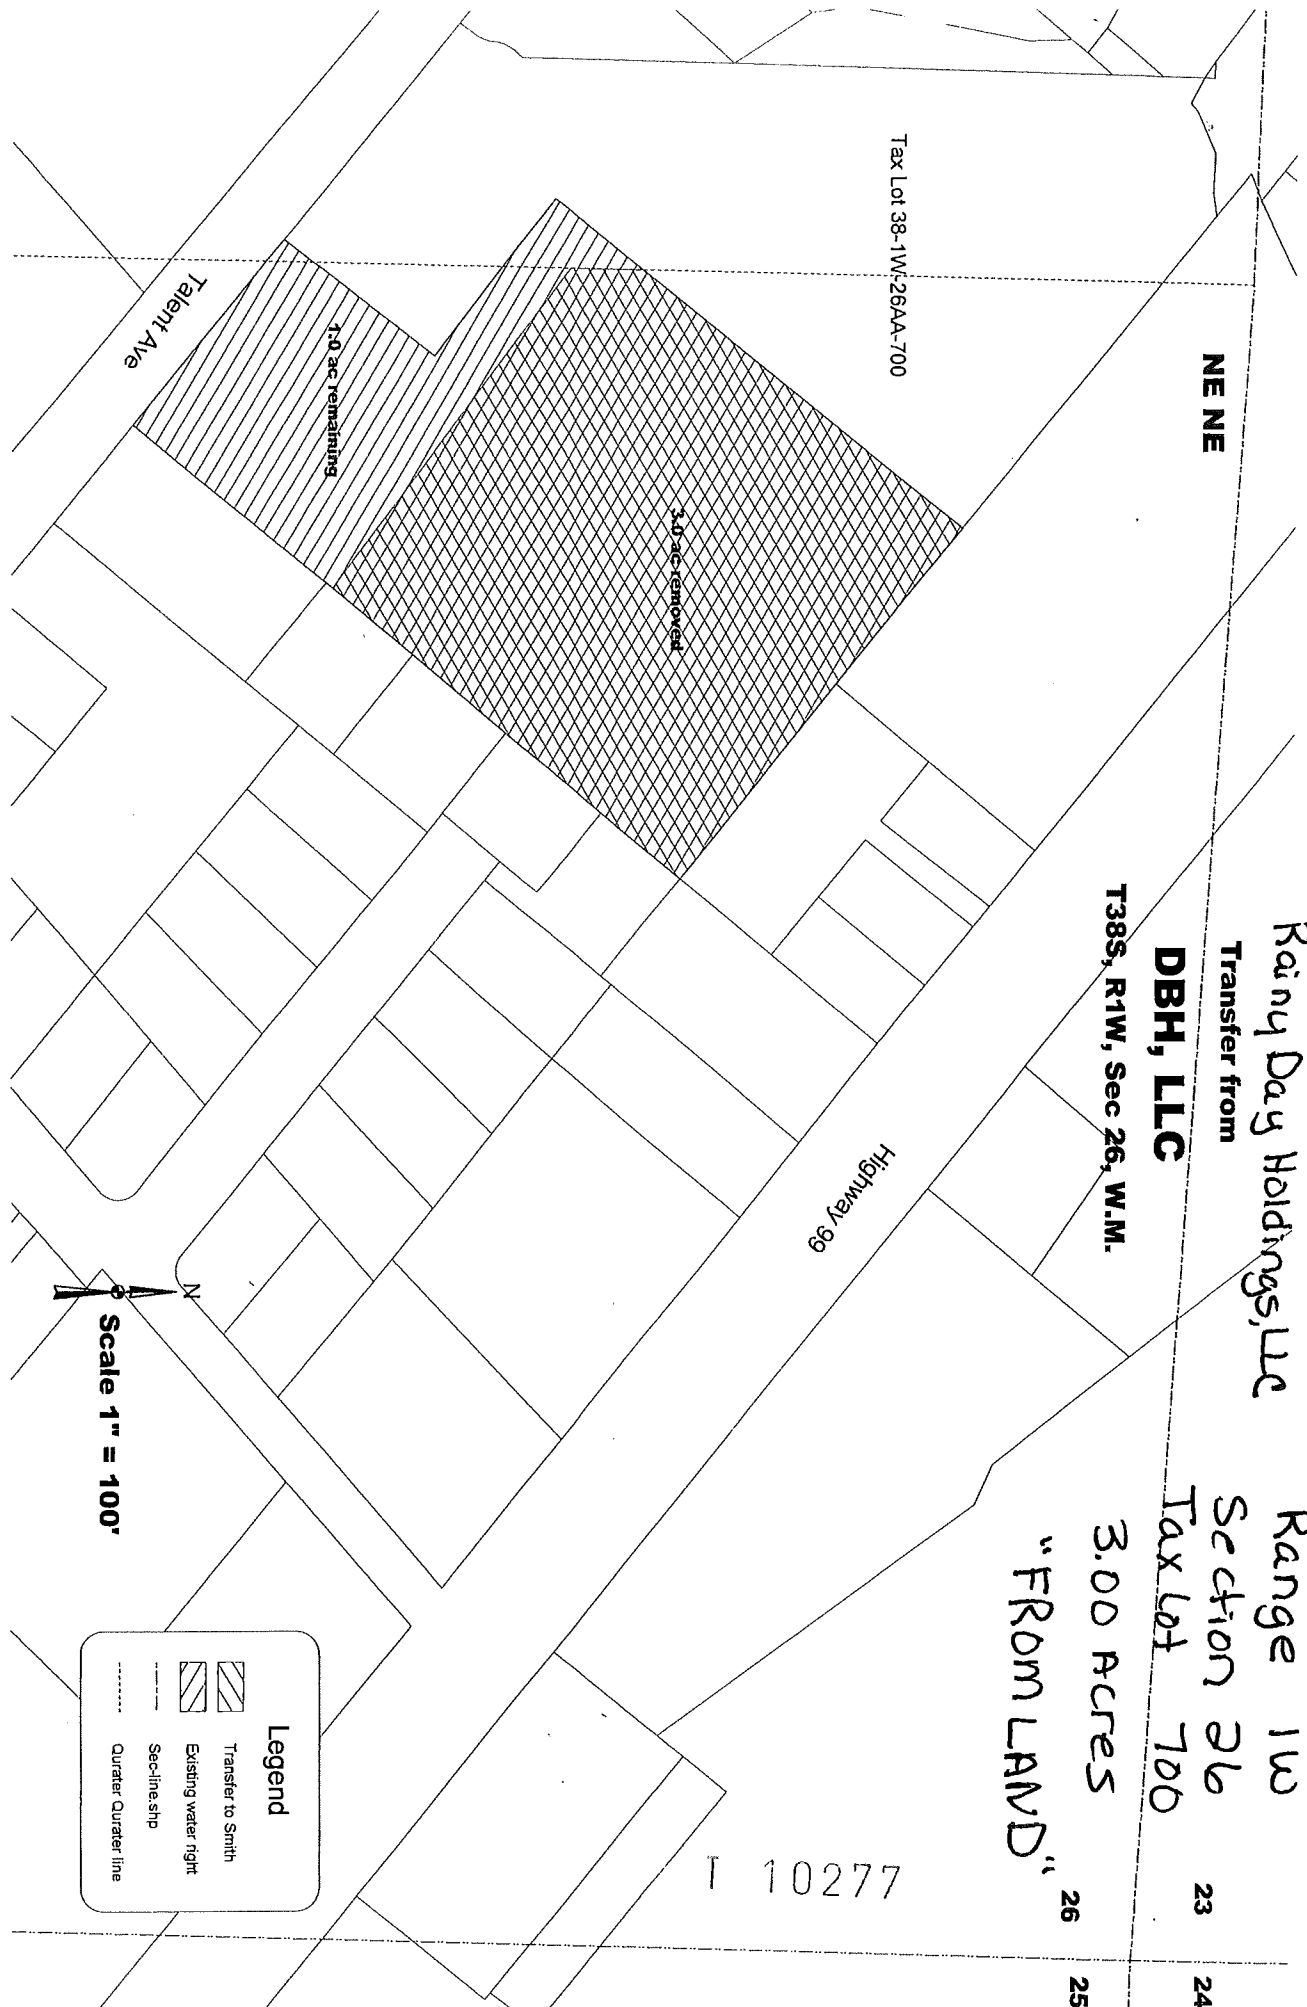 Rainy Day Holdings, LLC
Range 1W
Transfer from
Section 26
DBH, LLC
Tax Lot 700
T38S, R1W, Sec 26, W.M.
3.00 Acres
"FROM LAND"
NE NE
23
24
26
25
Tax Lot 38-1W-26AA-700
T 10277
Highway 99
3.0 ac removed
1.0 ac remaining
Talent Ave
N
Scale 1" = 100'
Legend
Transfer to Smith
Existing water right
Sec-line.shp
Qurater Qurater line